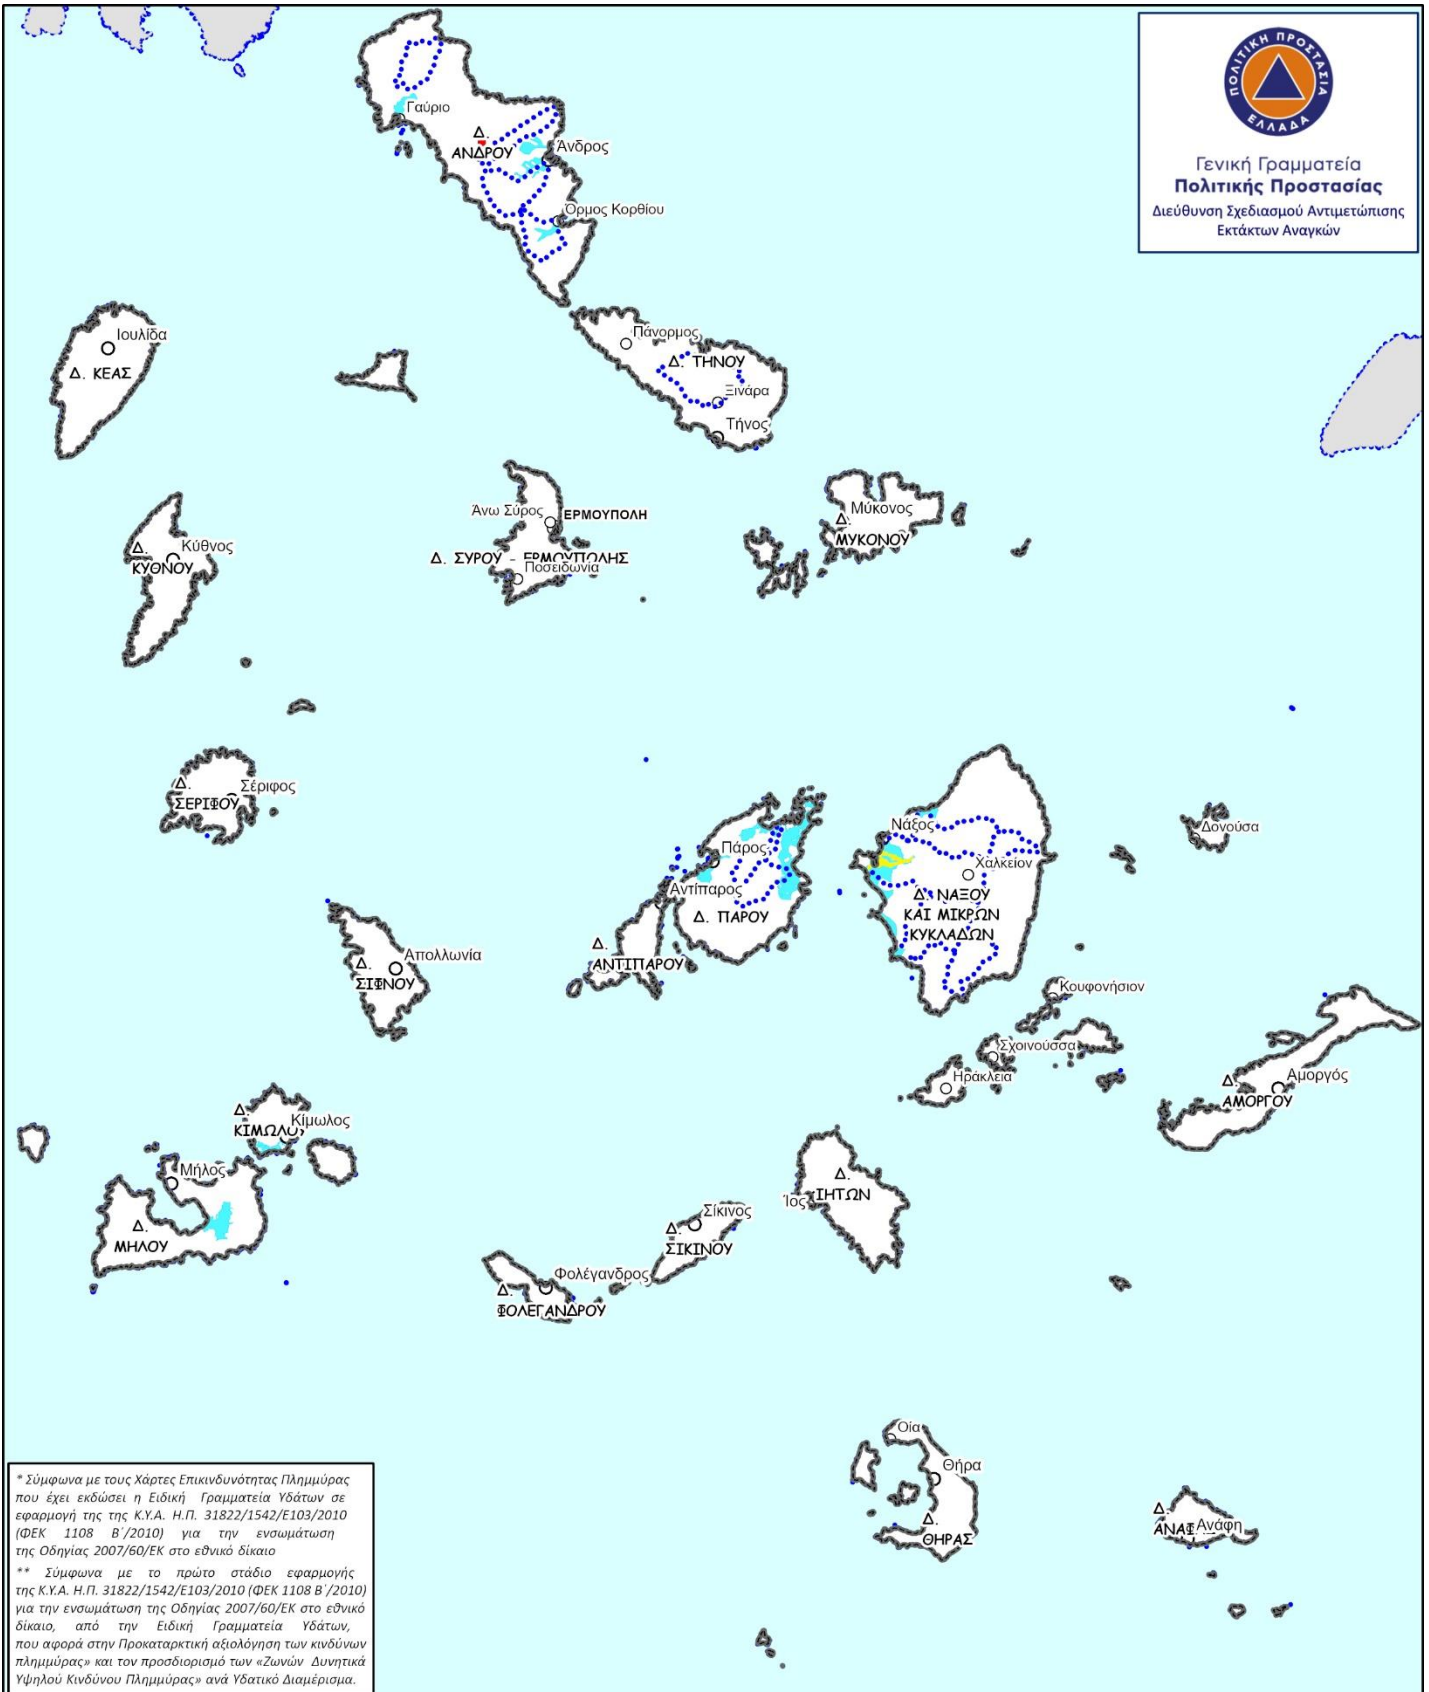 ΠΟΛΙΤΙΚΗ ΠΡΟΣΤΑΣΙΑ
ΕΛΛΑΔΑ
Γενική Γραμματεία
Πολιτικής Προστασίας
Διεύθυνση Σχεδιασμού Αντιμετώπισης
Εκτάκτων Αναγκών
Γαύριο
Δ.
ΑΝΔΡΟΥ
Άνδρος
Όρμος Κορθίου
Ιουλίδα
Δ. ΚΕΑΣ
Πάνορμος
Δ. ΤΗΝΟΥ
Ξινάρα
Τήνος
Άνω Σύρος
ΕΡΜΟΥΠΟΛΗ
Δ. ΣΥΡΟΥ - ΕΡΜΟΥΠΟΛΗΣ
Ποσειδωνία
Μύκονος
Δ.
ΜΥΚΟΝΟΥ
Κύθνος
Δ.
ΚΥΘΝΟΥ
Δ.
ΣΕΡΙΦΟΥ
Σέριφος
Πάρος
Αντίπαρος
Δ. ΠΑΡΟΥ
Δ.
ΑΝΤΙΠΑΡΟΥ
Νάξος
Χαλκείον
Δ. ΝΑΞΟΥ
ΚΑΙ ΜΙΚΡΩΝ
ΚΥΚΛΑΔΩΝ
Δονούσα
Απολλωνία
Δ.
ΣΙΦΝΟΥ
Κουφονήσιον
Σχοινούσσα
Ηράκλεια
Αμοργός
Δ.
ΑΜΟΡΓΟΥ
Δ.
ΚΙΜΩΛΟΥ
Κίμωλος
Μήλος
Δ.
ΜΗΛΟΥ
Δ.
ΙΗΤΩΝ
Ίος
Σίκινος
Δ.
ΣΙΚΙΝΟΥ
Φολέγανδρος
Δ.
ΦΟΛΕΓΑΝΔΡΟΥ
Οία
Θήρα
Δ.
ΘΗΡΑΣ
Δ.
Ανάφη
* Σύμφωνα με τους Χάρτες Επικινδυνότητας Πλημμύρας
που έχει εκδώσει η Ειδική Γραμματεία Υδάτων σε
εφαρμογή της της Κ.Υ.Α. Η.Π. 31822/1542/Ε103/2010
(ΦΕΚ 1108 Β΄/2010) για την ενσωμάτωση
της Οδηγίας 2007/60/ΕΚ στο εθνικό δίκαιο
** Σύμφωνα με το πρώτο στάδιο εφαρμογής
της Κ.Υ.Α. Η.Π. 31822/1542/Ε103/2010 (ΦΕΚ 1108 Β΄/2010)
για την ενσωμάτωση της Οδηγίας 2007/60/ΕΚ στο εθνικό
δίκαιο, από την Ειδική Γραμματεία Υδάτων,
που αφορά στην Προκαταρκτική αξιολόγηση των κινδύνων
πλημμύρας» και τον προσδιορισμό των «Ζωνών Δυνητικά
Υψηλού Κινδύνου Πλημμύρας» ανά Υδατικό Διαμέρισμα.